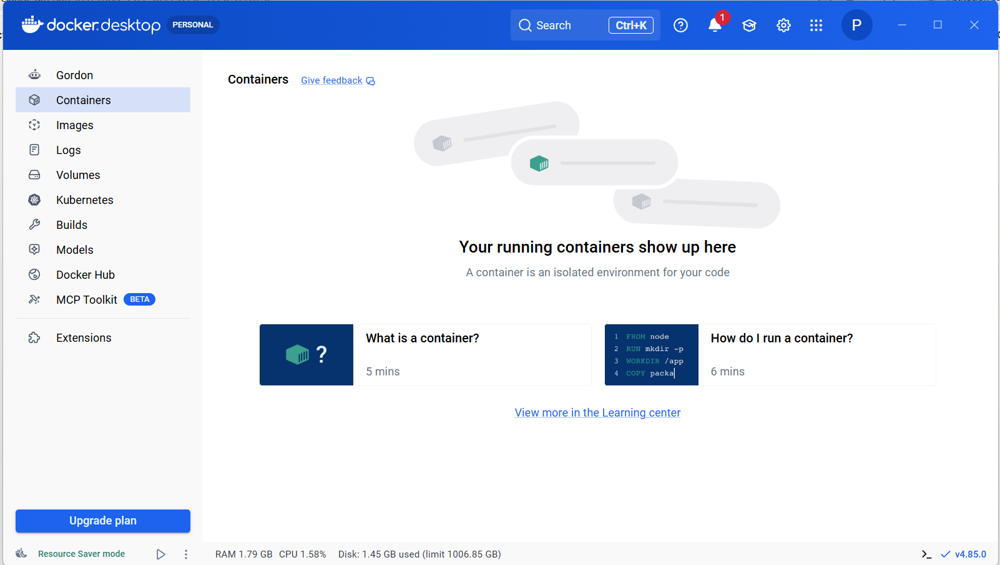 docker.desktop PERSONAL Search Ctrl+K 1 P
Gordon
Containers
Images
Logs
Volumes
Kubernetes
Builds
Models
Docker Hub
MCP Toolkit BETA
Extensions
Upgrade plan
Containers Give feedback
Your running containers show up here
A container is an isolated environment for your code
?
What is a container?
5 mins
1 FROM node
2 RUN mkdir -p
3 WORKDIR /app
4 COPY packa
How do I run a container?
6 mins
View more in the Learning center
Resource Saver mode RAM 1.79 GB CPU 1.58% Disk: 1.45 GB used (limit 1006.85 GB) v4.85.0